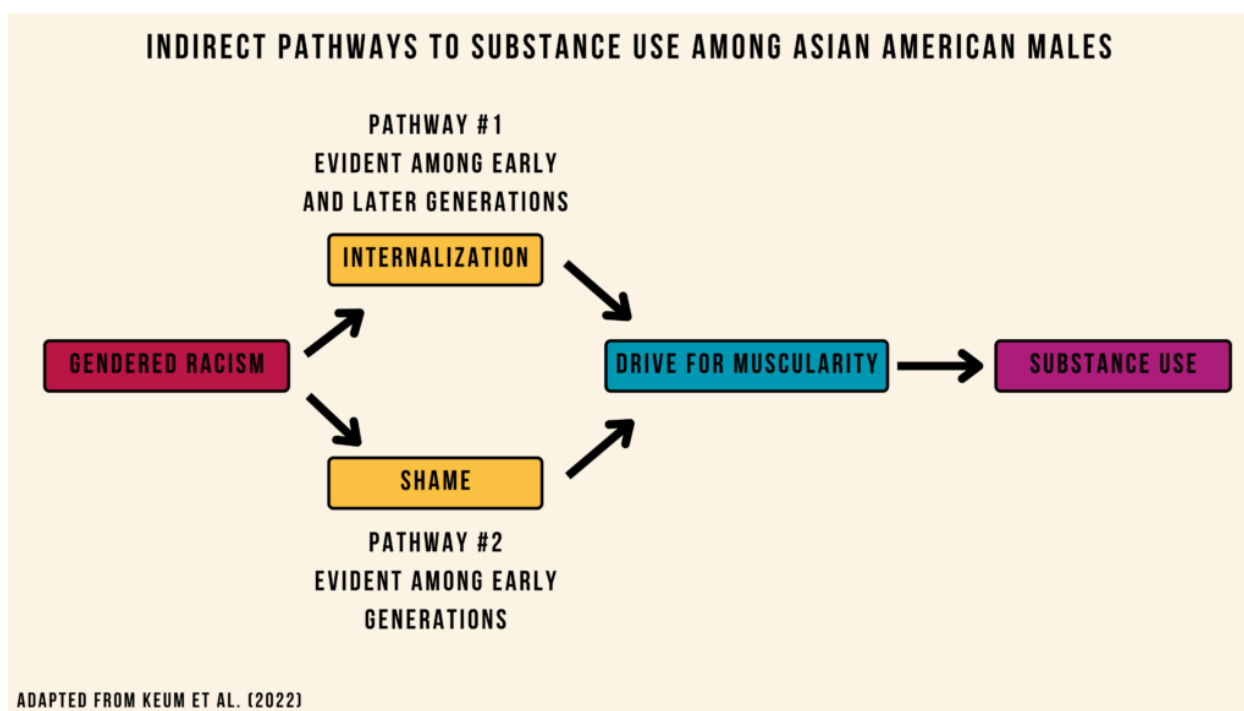 INDIRECT PATHWAYS TO SUBSTANCE USE AMONG ASIAN AMERICAN MALES
PATHWAY #1
EVIDENT AMONG EARLY
AND LATER GENERATIONS
INTERNALIZATION
GENDERED RACISM
DRIVE FOR MUSCULARITY
SUBSTANCE USE
SHAME
PATHWAY #2
EVIDENT AMONG EARLY
GENERATIONS
ADAPTED FROM KEUM ET AL. (2022)